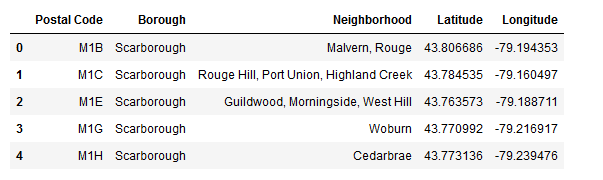 Postal Code Borough Neighborhood Latitude Longitude
0 M1B Scarborough Malvern, Rouge 43.806686 -79.194353
1 M1C Scarborough Rouge Hill, Port Union, Highland Creek 43.784535 -79.160497
2 M1E Scarborough Guildwood, Morningside, West Hill 43.763573 -79.188711
3 M1G Scarborough Woburn 43.770992 -79.216917
4 M1H Scarborough Cedarbrae 43.773136 -79.239476